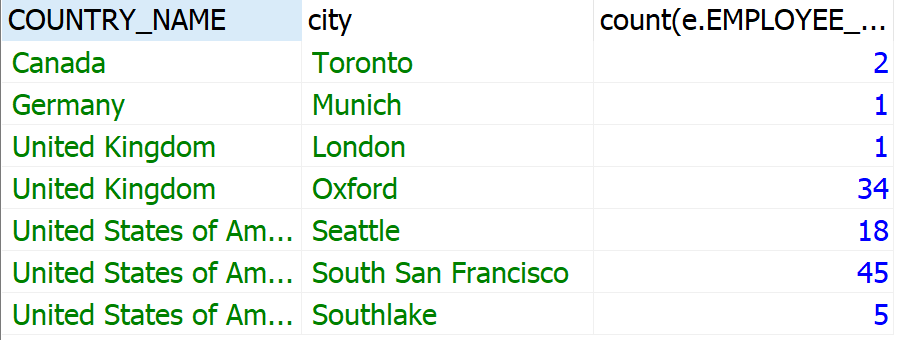 COUNTRY_NAME city count(e.EMPLOYEE_...
Canada Toronto 2
Germany Munich 1
United Kingdom London 1
United Kingdom Oxford 34
United States of Am... Seattle 18
United States of Am... South San Francisco 45
United States of Am... Southlake 5